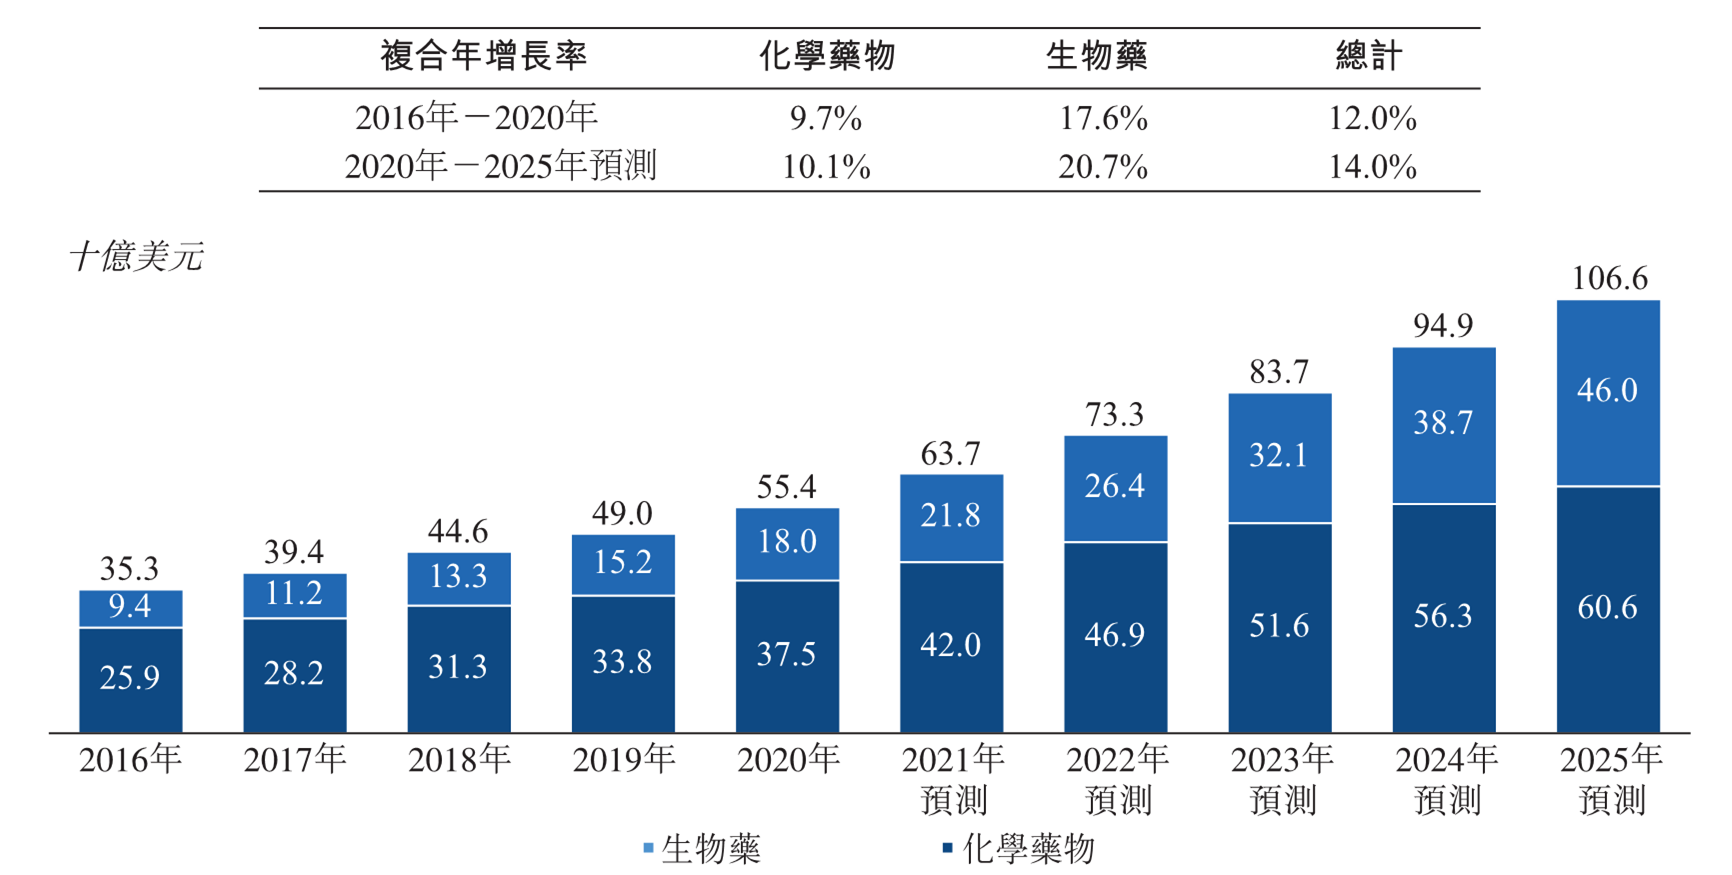 複合年增長率 化學藥物 生物藥 總計
2016年－2020年 9.7% 17.6% 12.0%
2020年－2025年預測 10.1% 20.7% 14.0%
十億美元
35.3 39.4 44.6 49.0 55.4 63.7 73.3 83.7 94.9 106.6
9.4 11.2 13.3 15.2 18.0 21.8 26.4 32.1 38.7 46.0
25.9 28.2 31.3 33.8 37.5 42.0 46.9 51.6 56.3 60.6
2016年 2017年 2018年 2019年 2020年 2021年 2022年 2023年 2024年 2025年
預測 預測 預測 預測 預測
生物藥 化學藥物